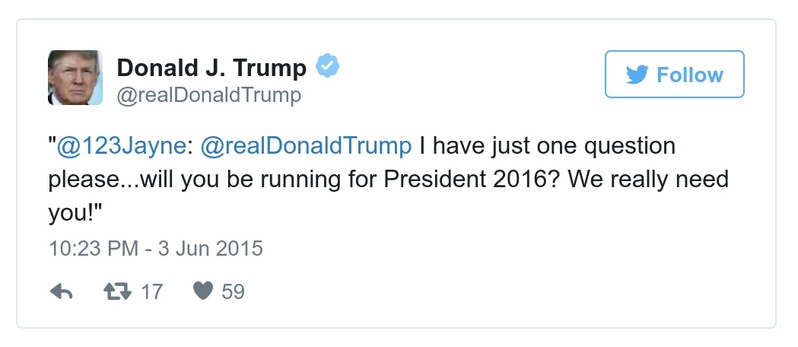 Donald J. Trump
@realDonaldTrump
Follow
"@123Jayne: @realDonaldTrump I have just one question
please...will you be running for President 2016? We really need
you!"
10:23 PM - 3 Jun 2015
17 59